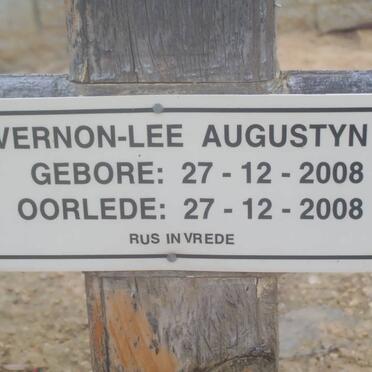 VERNON-LEE AUGUSTYN
GEBORE: 27 - 12 - 2008
OORLEDE: 27 - 12 - 2008
RUS IN VREDE